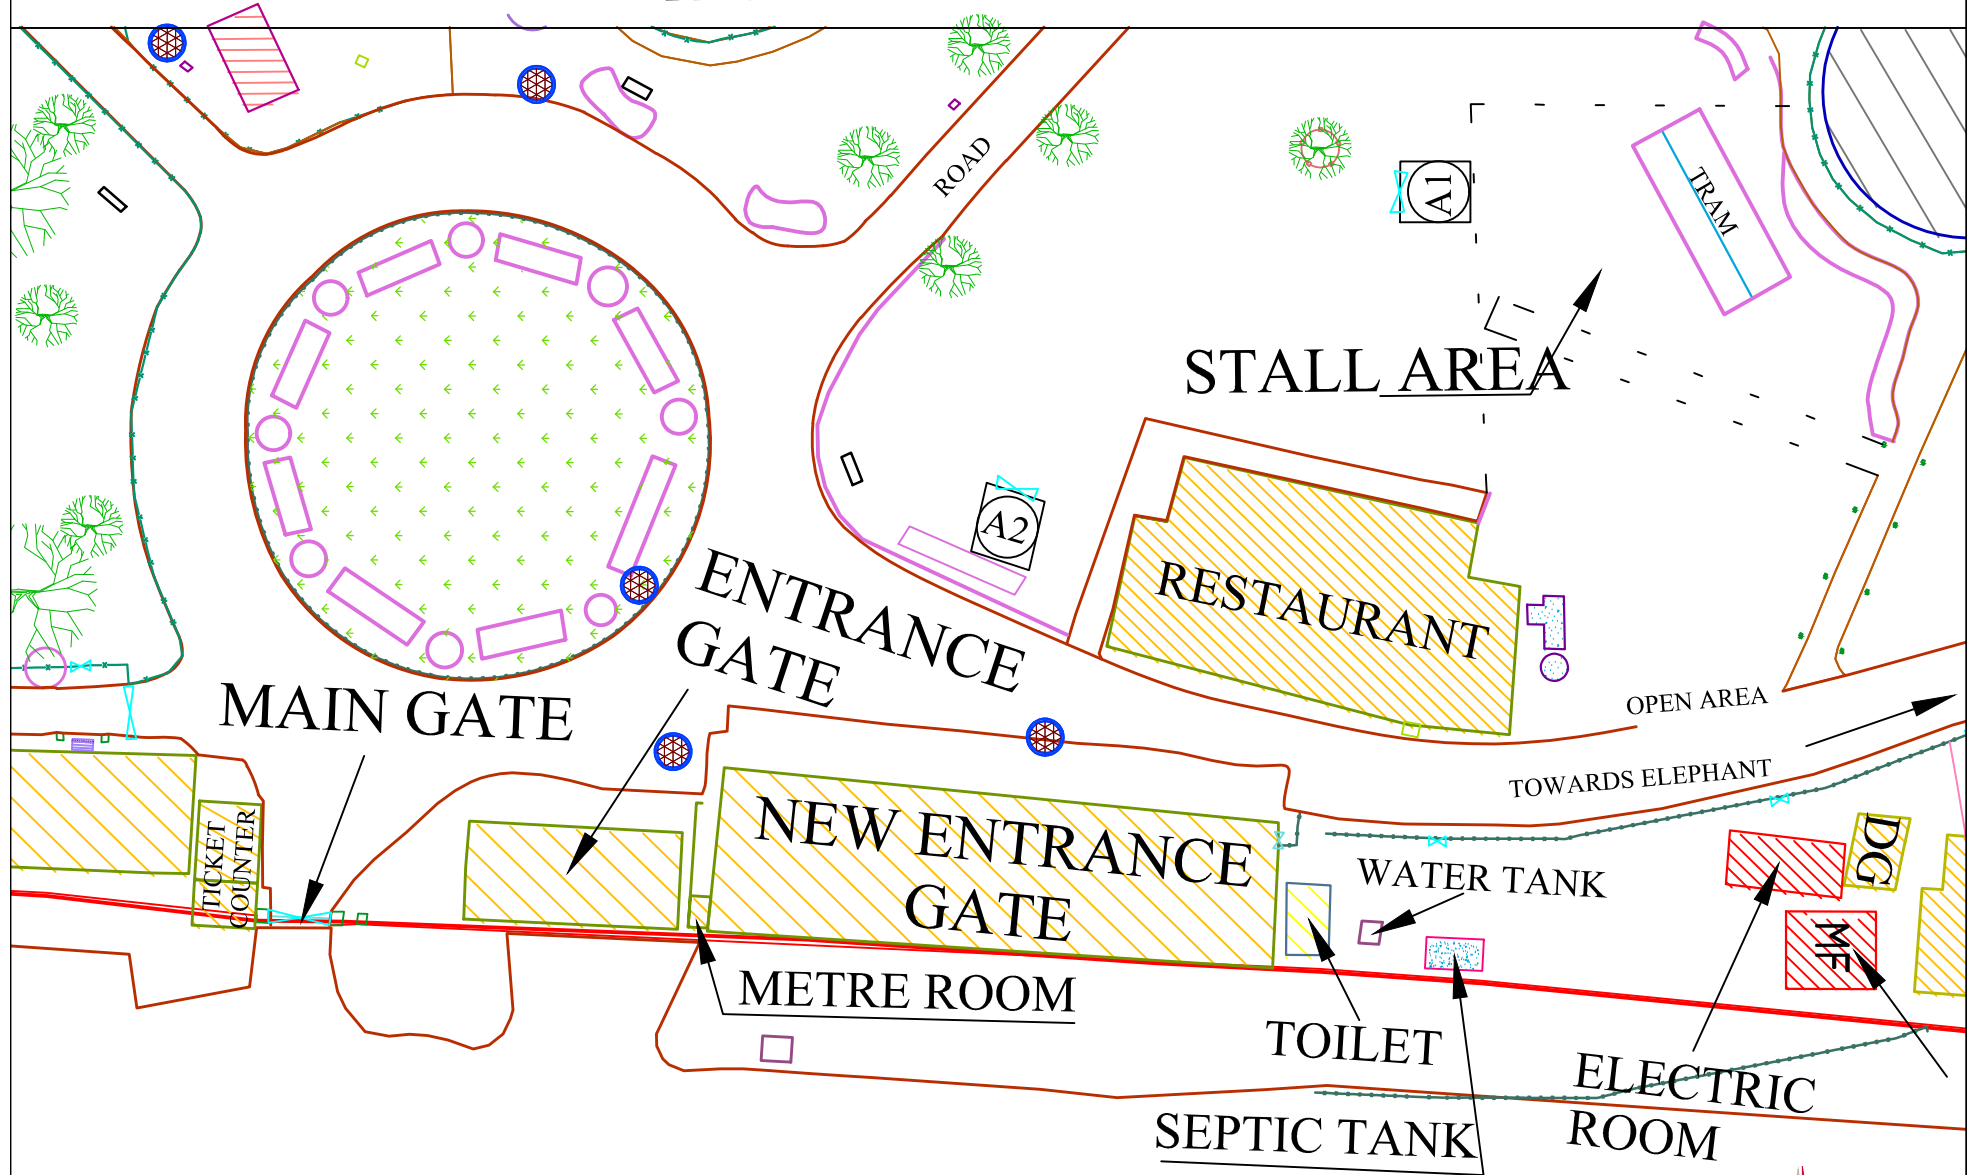 ROAD
A1
TRAM
STALL AREA
A2
RESTAURANT
ENTRANCE
GATE
MAIN GATE
OPEN AREA
TOWARDS ELEPHANT
TICKET
COUNTER
NEW ENTRANCE
GATE
WATER TANK
DG
MF
METRE ROOM
TOILET
ELECTRIC
ROOM
SEPTIC TANK